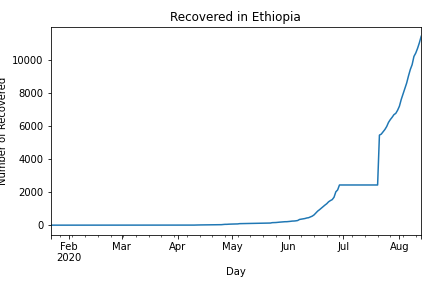 Recovered in Ethiopia
Number of Recovered
10000
8000
6000
4000
2000
0
Feb
2020
Mar
Apr
May
Jun
Jul
Aug
Day